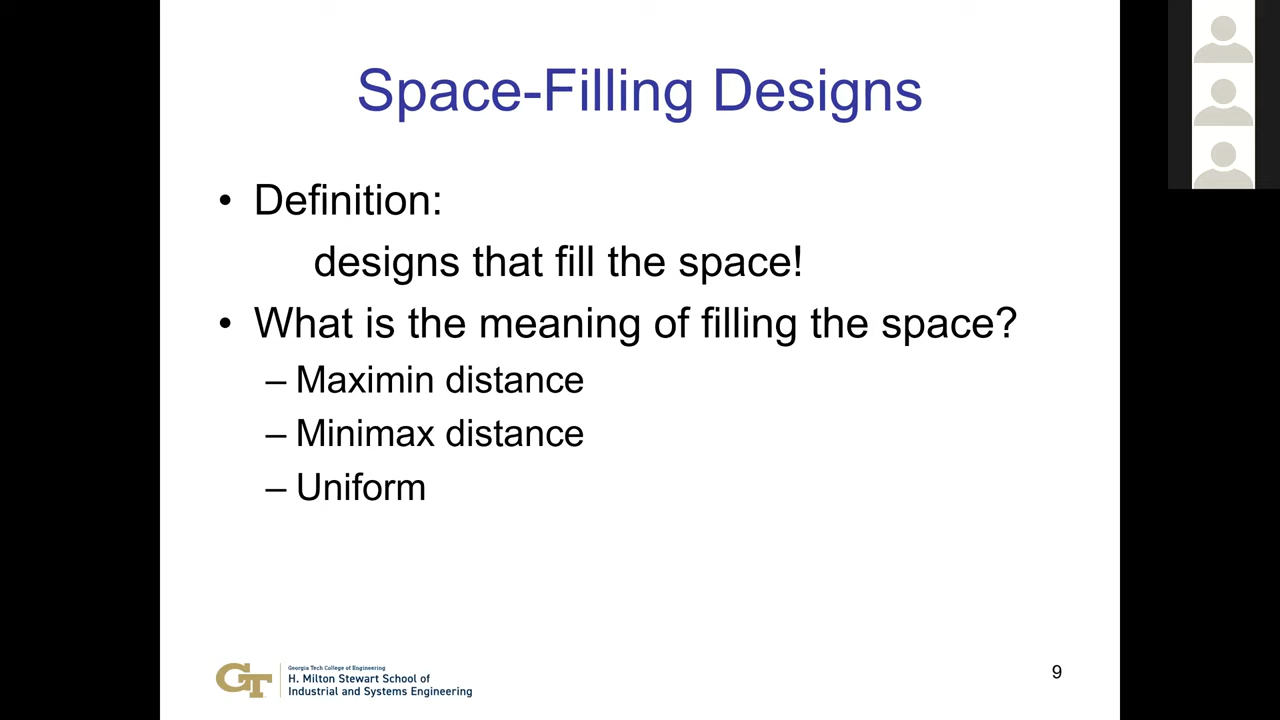 Space-Filling Designs
• Definition:
designs that fill the space!
• What is the meaning of filling the space?
– Maximin distance
– Minimax distance
– Uniform
GT
Georgia Tech College of Engineering
H. Milton Stewart School of
Industrial and Systems Engineering
9